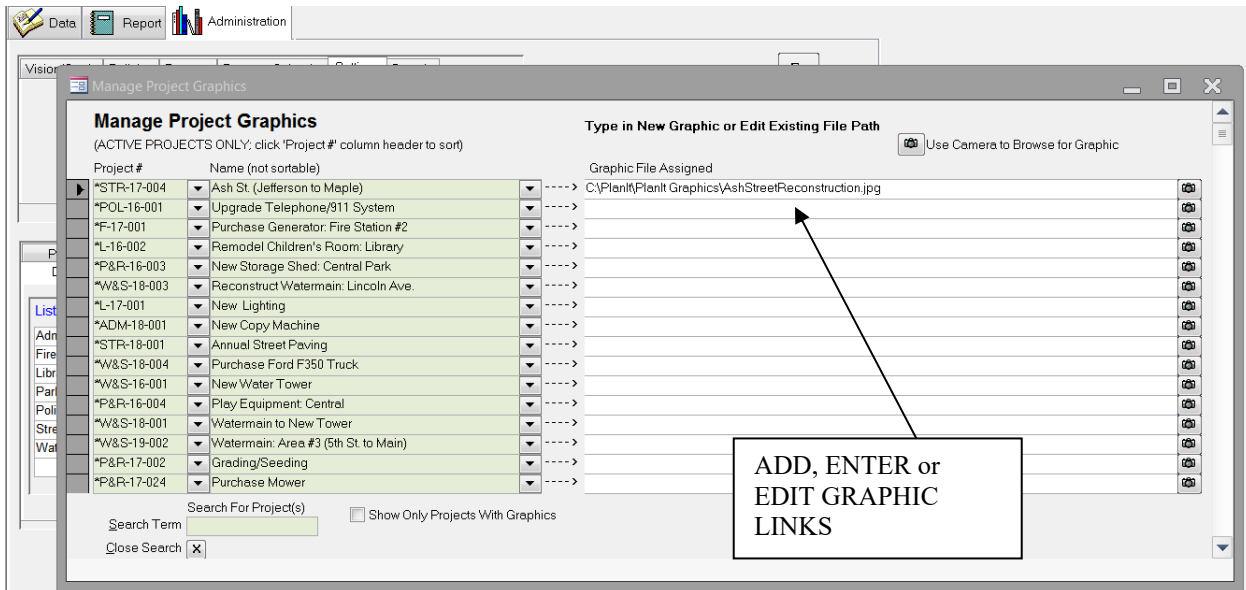 Data Report Administration
Manage Project Graphics
Manage Project Graphics
Type in New Graphic or Edit Existing File Path
(ACTIVE PROJECTS ONLY; click 'Project #' column header to sort)
Use Camera to Browse for Graphic
Project # Name (not sortable) Graphic File Assigned
*STR-17-004 Ash St. (Jefferson to Maple) ----> C:\PlanIt\PlanIt Graphics\AshStreetReconstruction.jpg
*POL-16-001 Upgrade Telephone/911 System ---->
*F-17-001 Purchase Generator: Fire Station #2 ---->
*L-16-002 Remodel Children's Room: Library ---->
*P&R-16-003 New Storage Shed: Central Park ---->
*W&S-18-003 Reconstruct Watermain: Lincoln Ave. ---->
*L-17-001 New Lighting ---->
*ADM-18-001 New Copy Machine ---->
*STR-18-001 Annual Street Paving ---->
*W&S-18-004 Purchase Ford F350 Truck ---->
*W&S-16-001 New Water Tower ---->
*P&R-16-004 Play Equipment: Central ---->
*W&S-18-001 Watermain to New Tower ---->
*W&S-19-002 Watermain: Area #3 (5th St. to Main) ---->
*P&R-17-002 Grading/Seeding ---->
*P&R-17-024 Purchase Mower ---->
List
Adm
Fire
Libr
Parl
Poli
Stre
Wat
Search For Project(s)
Search Term
Show Only Projects With Graphics
Close Search X
ADD, ENTER or
EDIT GRAPHIC
LINKS